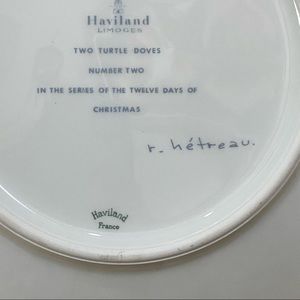 Haviland
LIMOGES
TWO TURTLE DOVES
NUMBER TWO
IN THE SERIES OF THE TWELVE DAYS OF
CHRISTMAS
r. hétreau.
Haviland
France